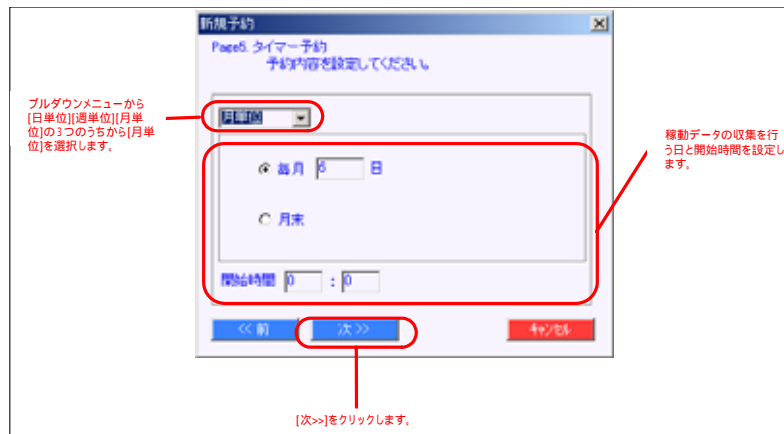 新規予約
Page5. タイマー予約
予約内容を設定してください。
プルダウンメニューから
[日単位][週単位][月単
位]の3つのうちから[月単
位]を選択します。
月単位
稼動データの収集を行
う日と開始時間を設定し
ます。
毎月 6 日
月末
開始時間 0 : 0
<< 前
次 >>
キャンセル
[次>>]をクリックします。